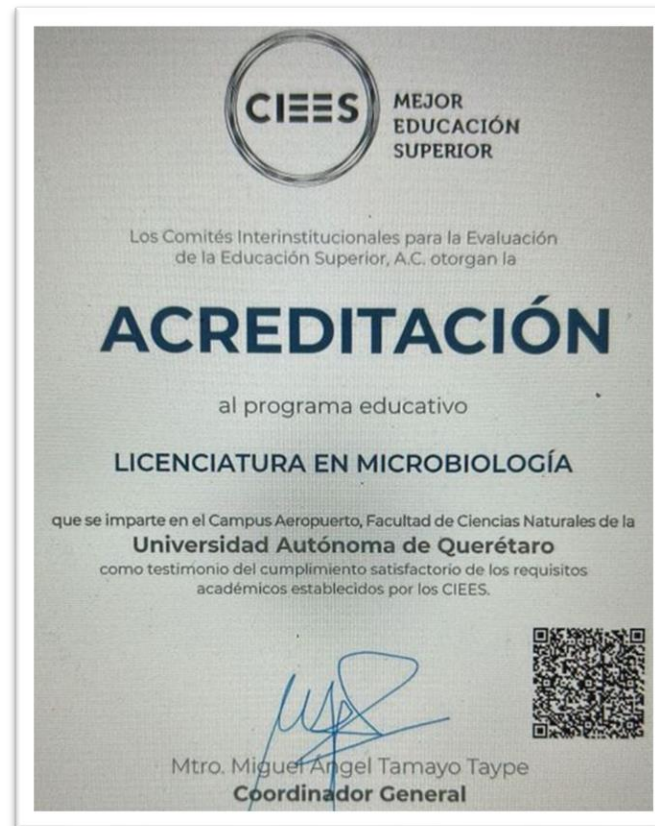 CIEES
MEJOR
EDUCACIÓN
SUPERIOR
Los Comités Interinstitucionales para la Evaluación
de la Educación Superior, A.C. otorgan la
ACREDITACIÓN
al programa educativo
LICENCIATURA EN MICROBIOLOGÍA
que se imparte en el Campus Aeropuerto, Facultad de Ciencias Naturales de la
Universidad Autónoma de Querétaro
como testimonio del cumplimiento satisfactorio de los requisitos
académicos establecidos por los CIEES.
Mtro. Miguel Ángel Tamayo Taype
Coordinador General